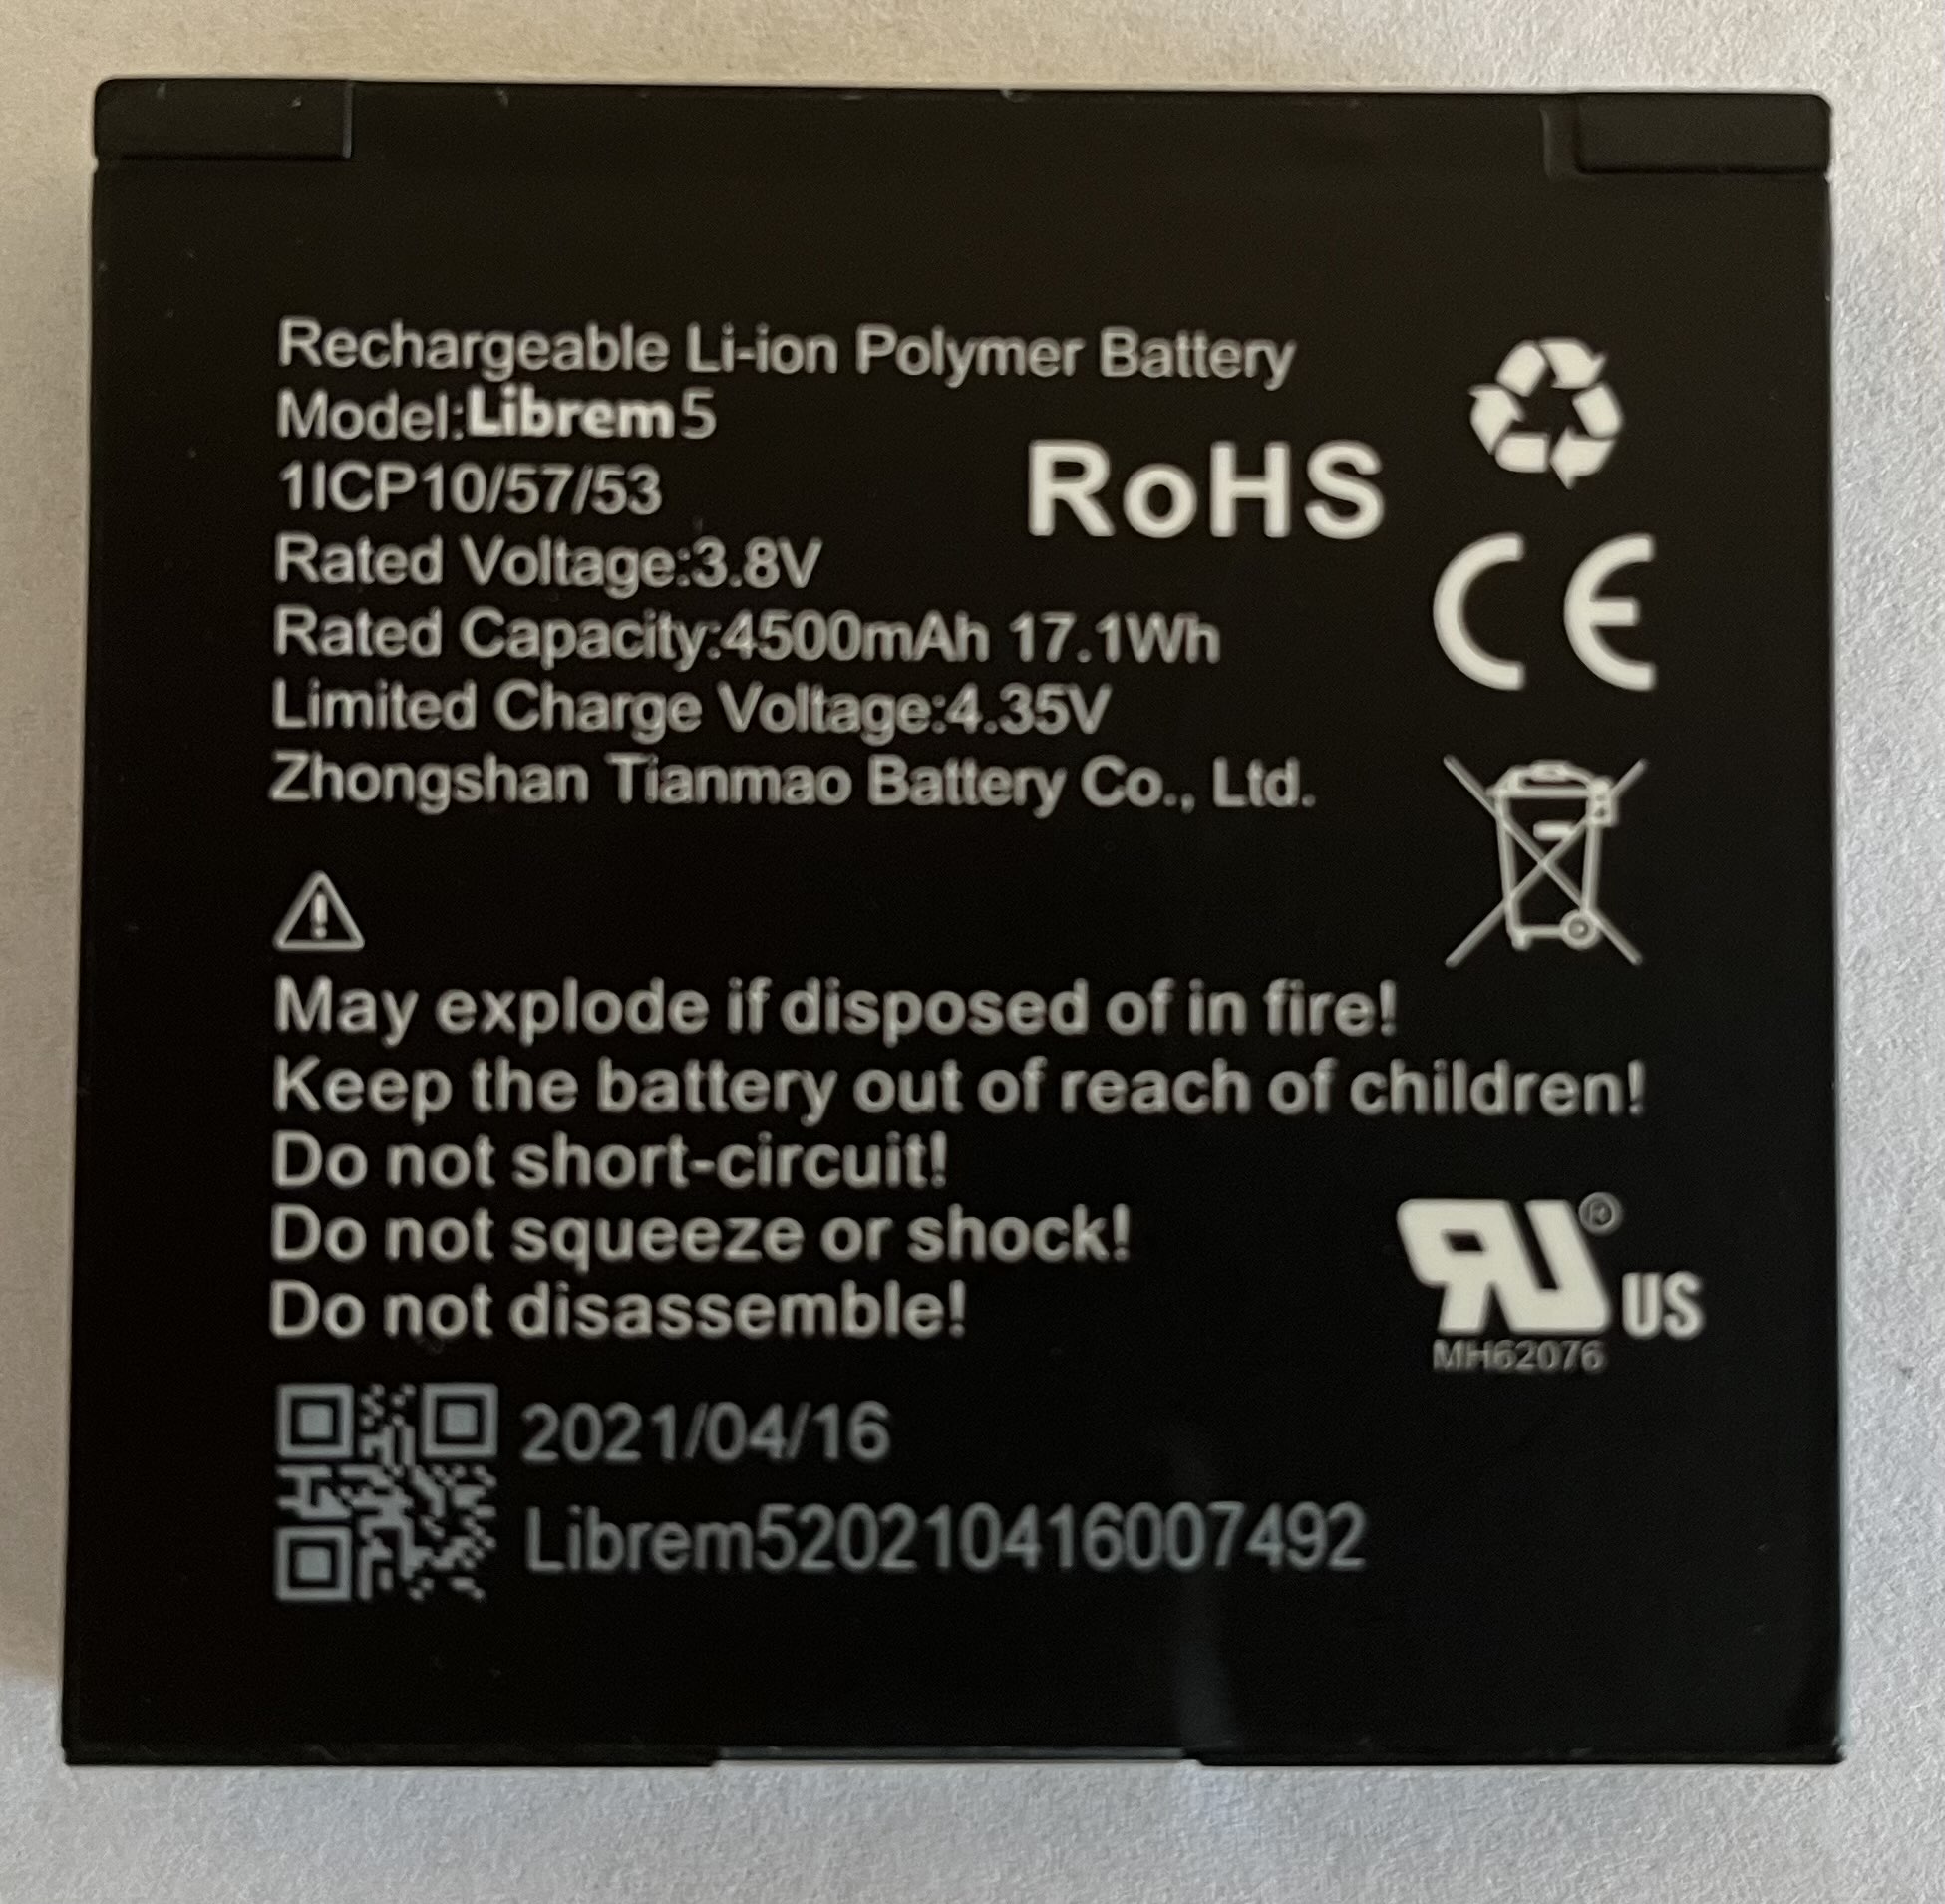 Rechargeable Li-ion Polymer Battery
Model:Librem5
1ICP10/57/53
RoHS
Rated Voltage:3.8V
Rated Capacity:4500mAh 17.1Wh
Limited Charge Voltage:4.35V
Zhongshan Tianmao Battery Co., Ltd.
CE
May explode if disposed of in fire!
Keep the battery out of reach of children!
Do not short-circuit!
Do not squeeze or shock!
Do not disassemble!
RU® US
MH62076
2021/04/16
Librem520210416007492